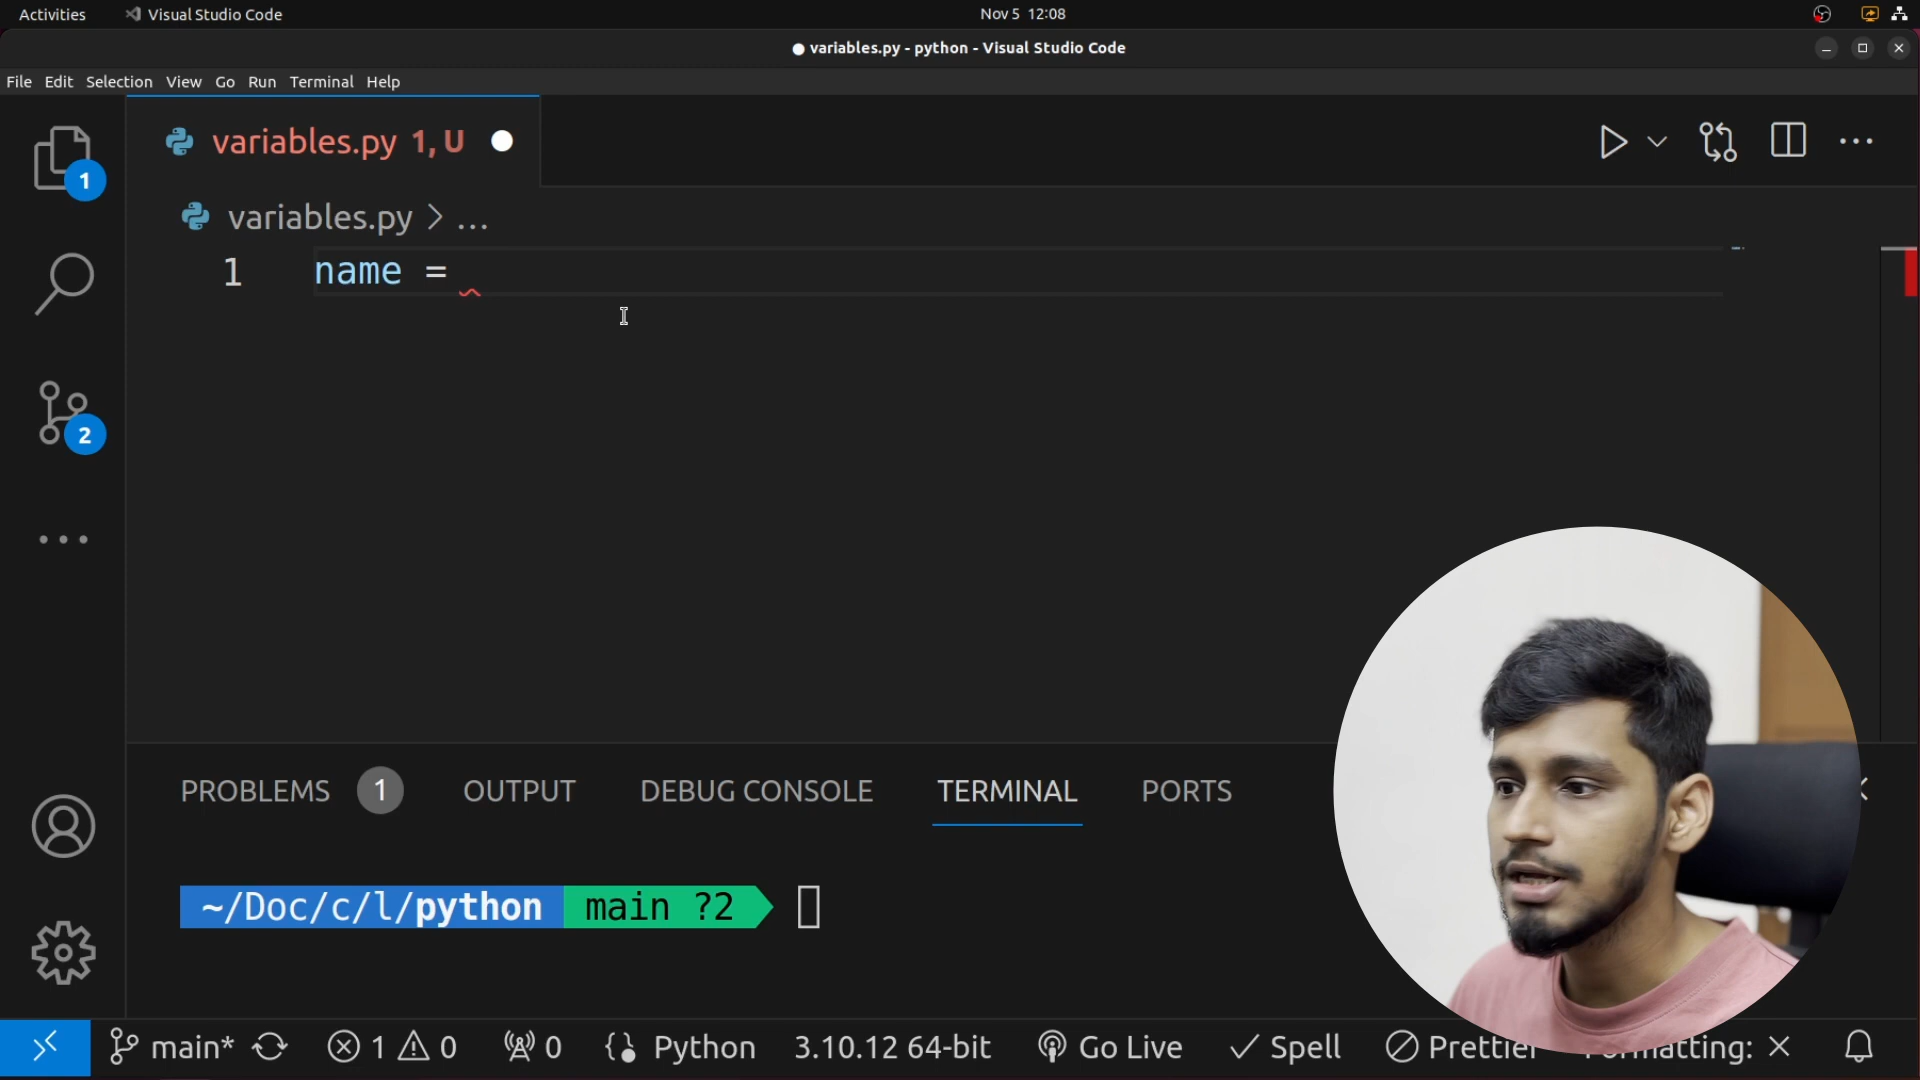 Activities Visual Studio Code Nov 5 12:08
variables.py - python - Visual Studio Code
File Edit Selection View Go Run Terminal Help
variables.py 1, U
1
variables.py > ...
1 name =
2
PROBLEMS 1 OUTPUT DEBUG CONSOLE TERMINAL PORTS
~/Doc/c/l/python main ?2
main* 1 0 0 Python 3.10.12 64-bit Go Live Spell Prettier Formatting: